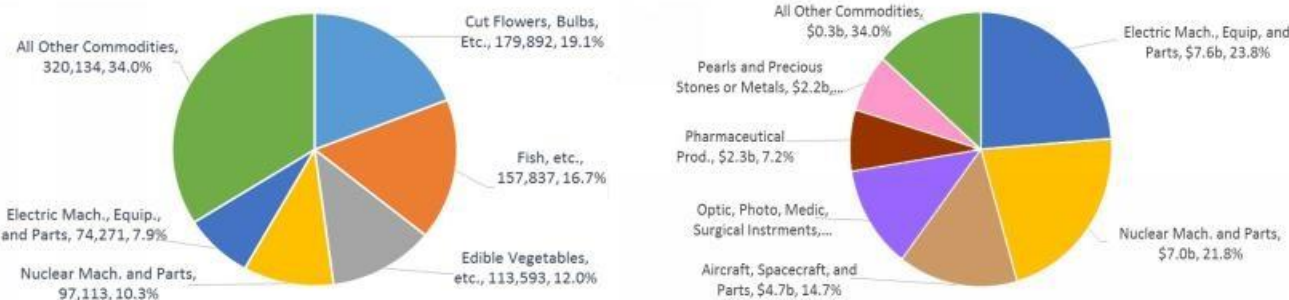 Cut Flowers, Bulbs,
Etc., 179,892, 19.1%
Fish, etc.,
157,837, 16.7%
Edible Vegetables,
etc., 113,593, 12.0%
Nuclear Mach. and Parts,
97,113, 10.3%
Electric Mach., Equip.,
and Parts, 74,271, 7.9%
All Other Commodities,
320,134, 34.0%
Electric Mach., Equip, and
Parts, $7.6b, 23.8%
Nuclear Mach. and Parts,
$7.0b, 21.8%
Aircraft, Spacecraft, and
Parts, $4.7b, 14.7%
Optic, Photo, Medic,
Surgical Instrments,...
Pharmaceutical
Prod., $2.3b, 7.2%
Pearls and Precious
Stones or Metals, $2.2b,...
All Other Commodities,
$0.3b, 34.0%